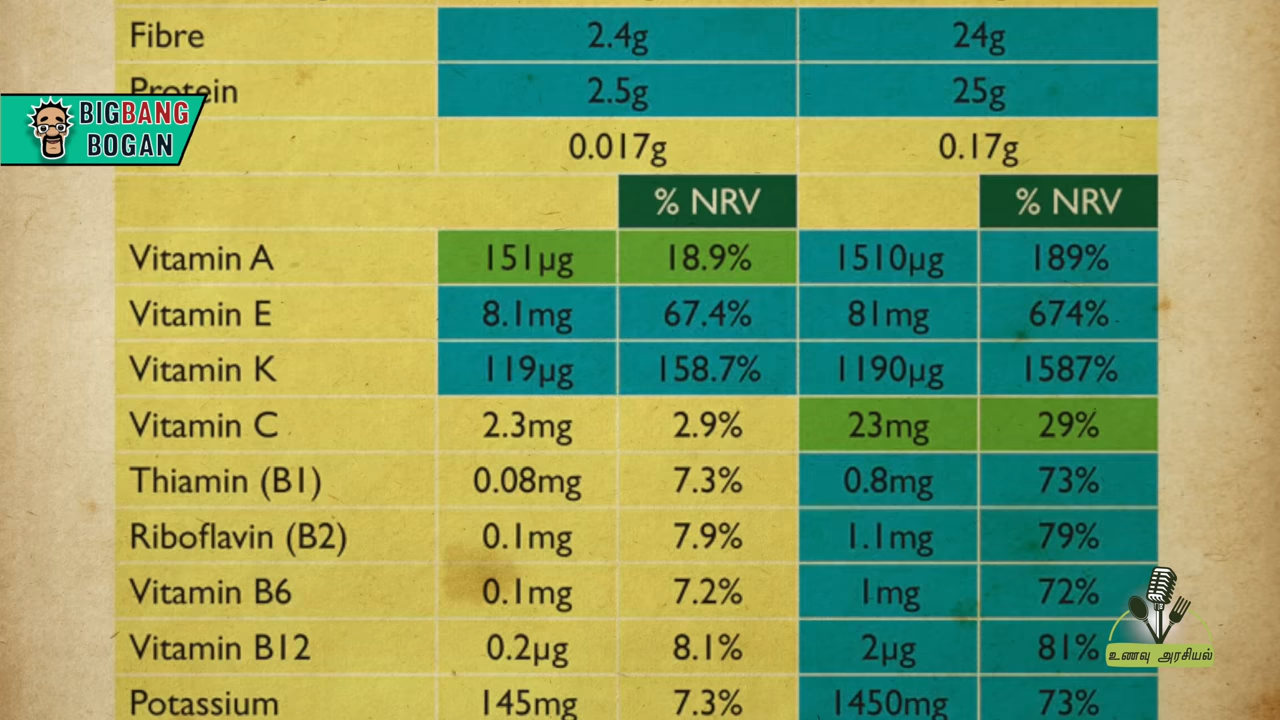 Fibre 2.4g 24g
Protein 2.5g 25g
BIGBANG
BOGAN
0.017g 0.17g
% NRV % NRV
Vitamin A 151µg 18.9% 1510µg 189%
Vitamin E 8.1mg 67.4% 81mg 674%
Vitamin K 119µg 158.7% 1190µg 1587%
Vitamin C 2.3mg 2.9% 23mg 29%
Thiamin (B1) 0.08mg 7.3% 0.8mg 73%
Riboflavin (B2) 0.1mg 7.9% 1.1mg 79%
Vitamin B6 0.1mg 7.2% 1mg 72%
Vitamin B12 0.2µg 8.1% 2µg 81%
உணவு அரசியல்
Potassium 145mg 7.3% 1450mg 73%